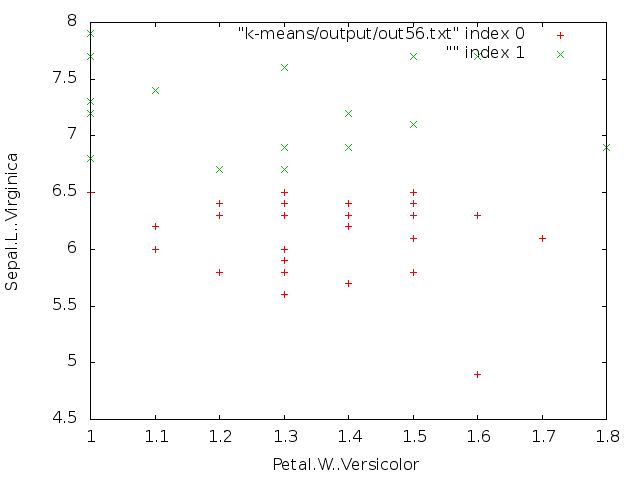 "k-means/output/out56.txt" index 0
"" index 1
8
7.5
7
6.5
6
5.5
5
4.5
Sepal.L..Virginica
1 1.1 1.2 1.3 1.4 1.5 1.6 1.7 1.8
Petal.W..Versicolor